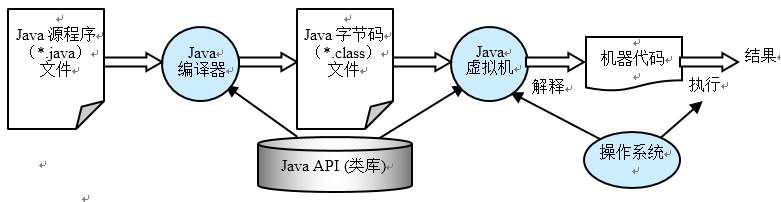 Java 源程序
（*.java）
文件
Java
编译器
Java 字节码
（*.class）
文件
Java
虚拟机
解释
机器代码
执行
结果
Java API (类库)
操作系统